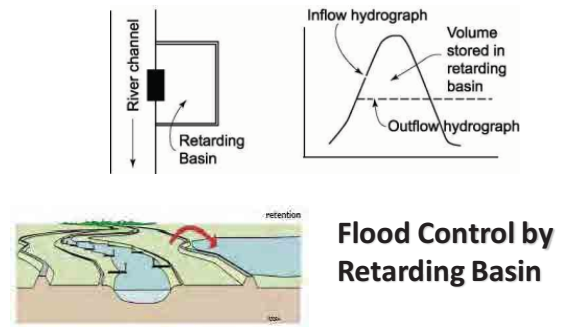 River channel
Retarding
Basin
Inflow hydrograph
Volume
stored in
retarding
basin
Outflow hydrograph
retention
Flood Control by
Retarding Basin